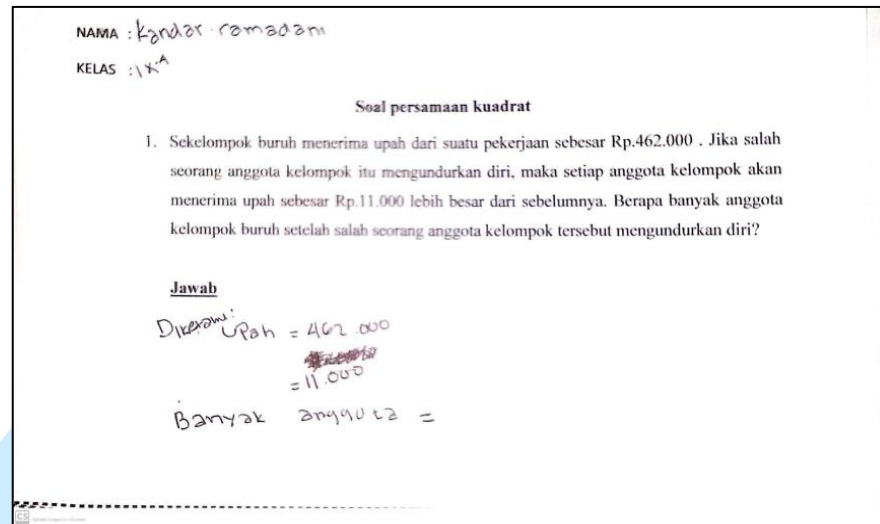 NAMA : Kandar ramadani
KELAS : IX A
Soal persamaan kuadrat
1. Sekelompok buruh menerima upah dari suatu pekerjaan sebesar Rp.462.000 . Jika salah
seorang anggota kelompok itu mengundurkan diri, maka setiap anggota kelompok akan
menerima upah sebesar Rp.11.000 lebih besar dari sebelumnya. Berapa banyak anggota
kelompok buruh setelah salah seorang anggota kelompok tersebut mengundurkan diri?
Jawab
Diketahui: Upah = 462.000
= 11.000
Banyak anggota =
CS